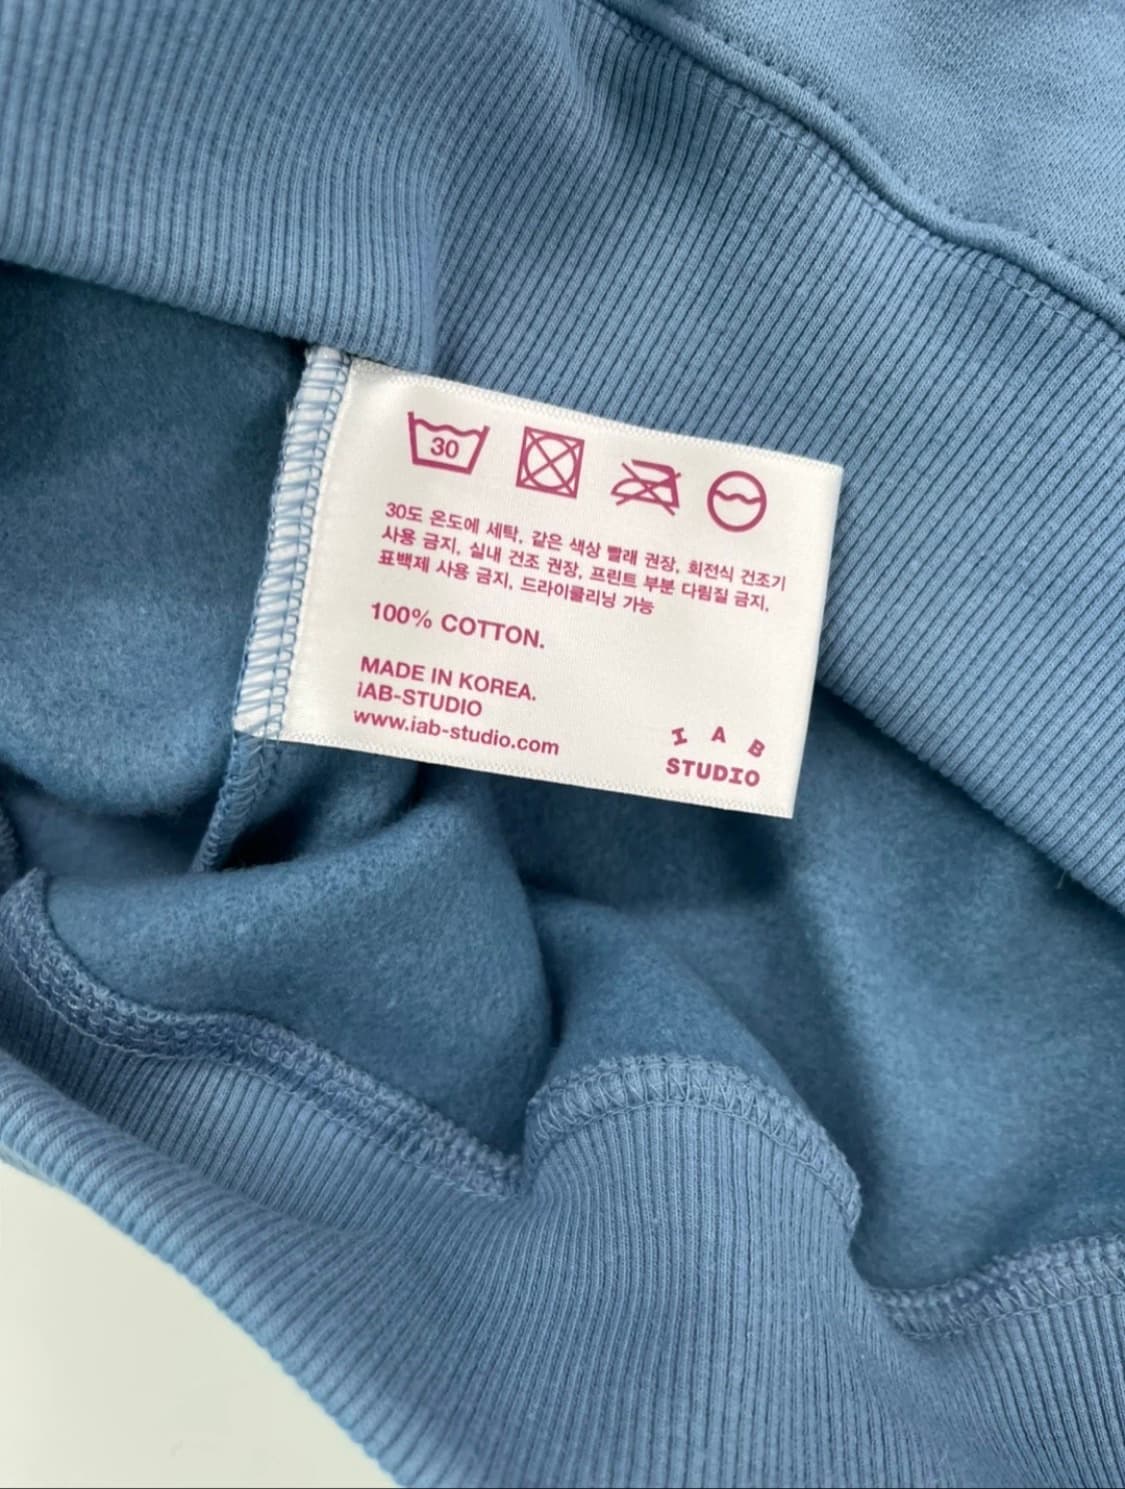 30
30도 온도에 세탁, 같은 색상 빨래 권장, 회전식 건조기
사용 금지, 실내 건조 권장, 프린트 부분 다림질 금지,
표백제 사용 금지, 드라이클리닝 가능
100% COTTON.
MADE IN KOREA.
iAB-STUDIO
www.iab-studio.com
I A B
STUDIO